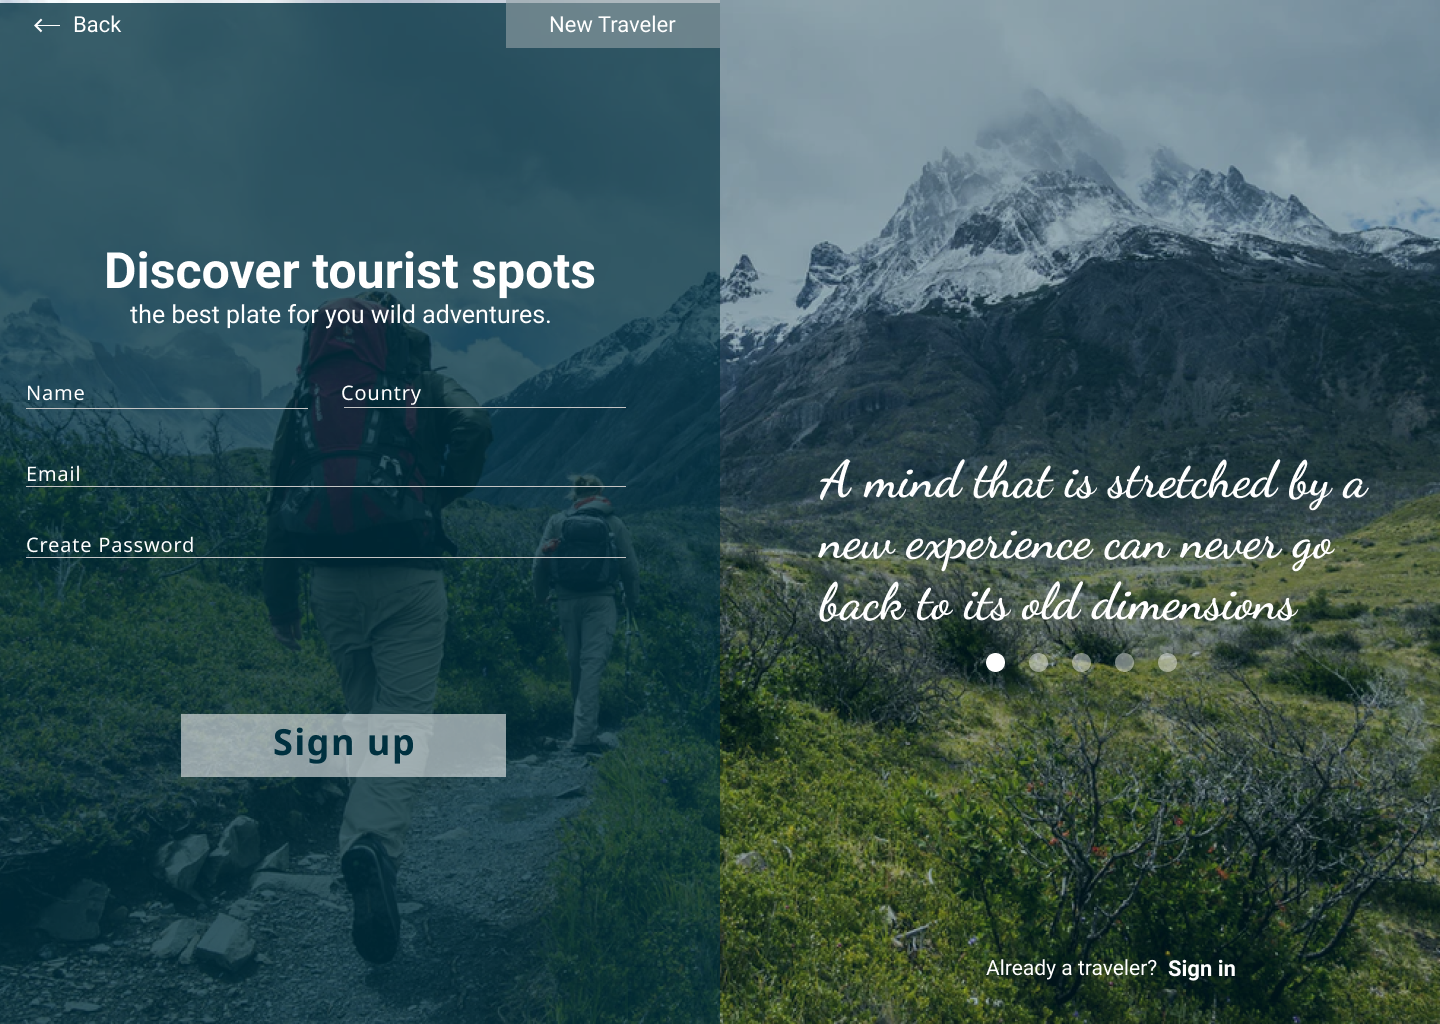 Back
New Traveler
Discover tourist spots
the best plate for you wild adventures.
Name
Country
Email
Create Password
Sign up
A mind that is stretched by a
new experience can never go
back to its old dimensions
Already a traveler? Sign in